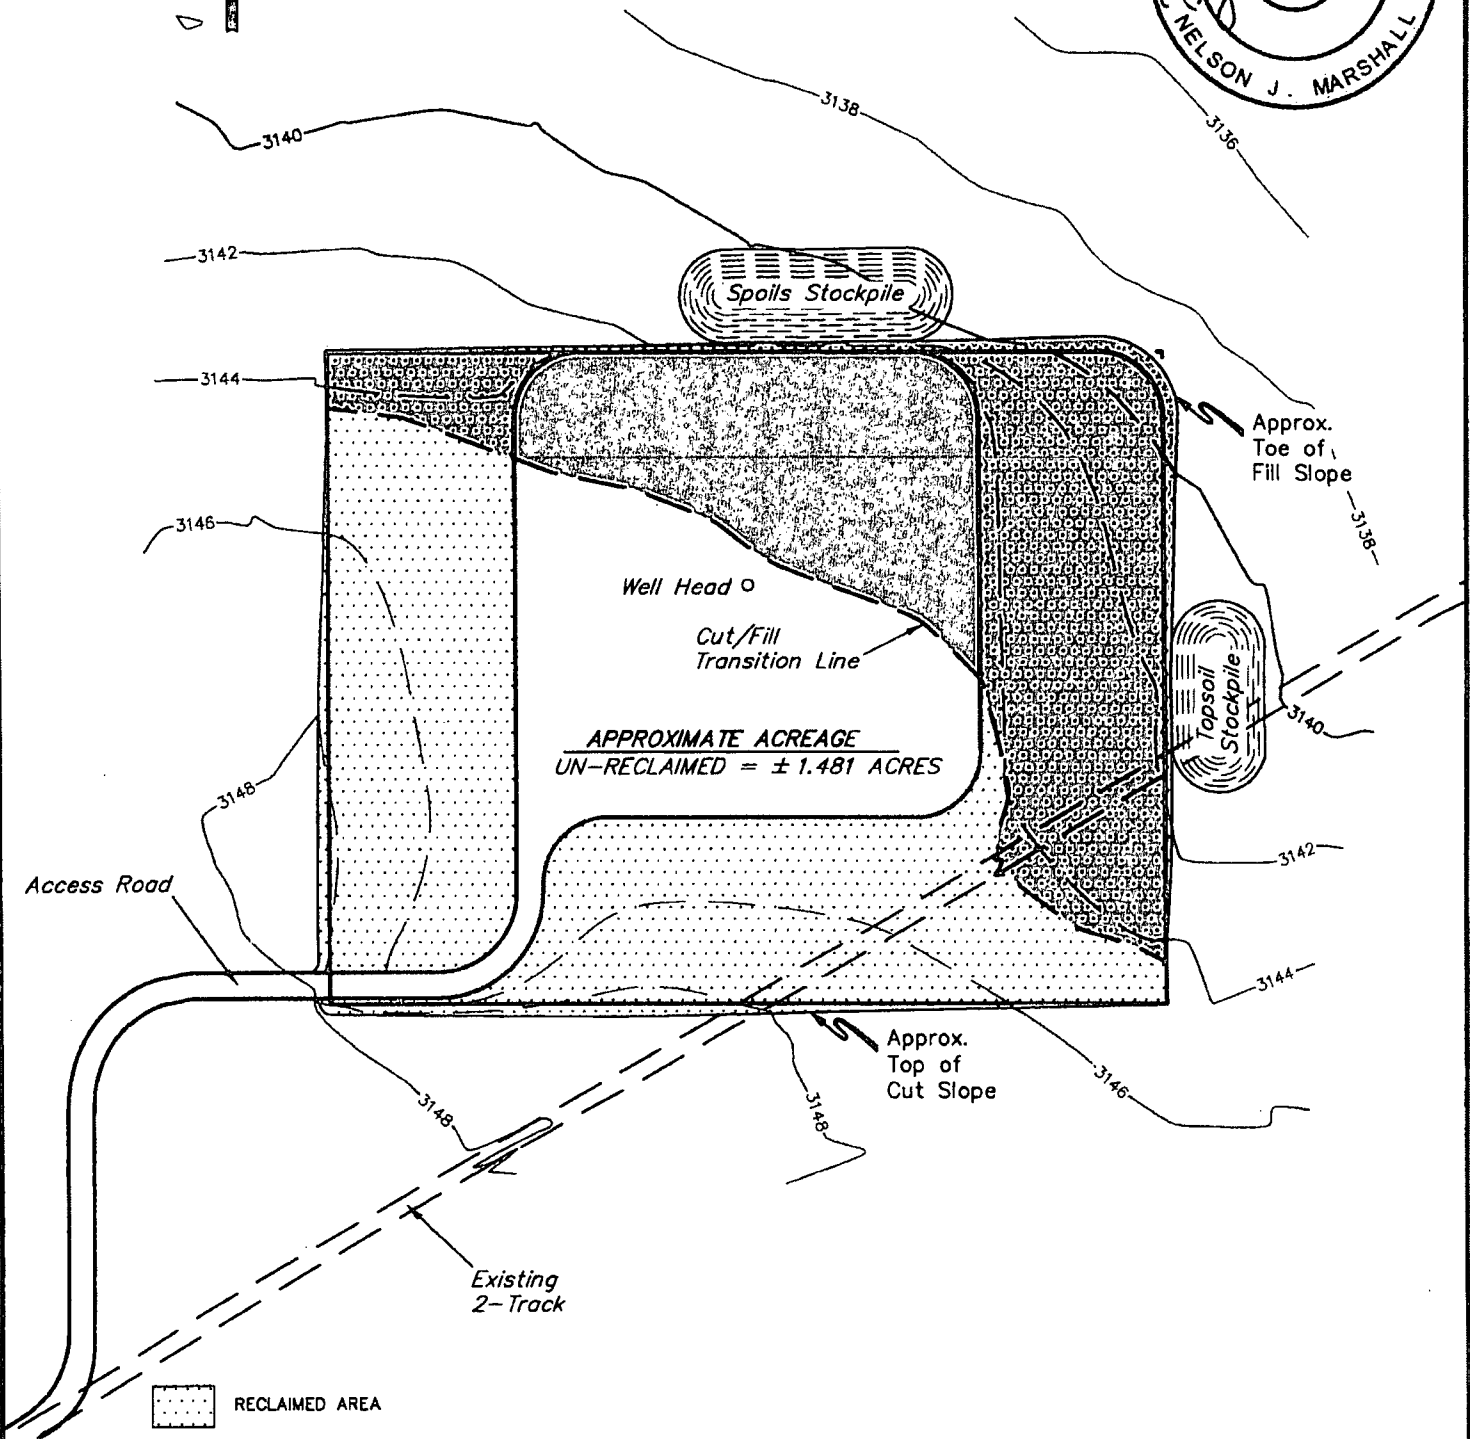 NELSON J. MARSHALL
3138
3136
3140
3142
Spoils Stockpile
3144
Approx.
Toe of
Fill Slope
3138
3146
Well Head
Cut/Fill
Transition Line
Topsoil
Stockpile
3140
APPROXIMATE ACREAGE
UN-RECLAIMED = ± 1.481 ACRES
3148
3142
Access Road
3144
Approx.
Top of
Cut Slope
3146
3148
3148
Existing
2-Track
RECLAIMED AREA